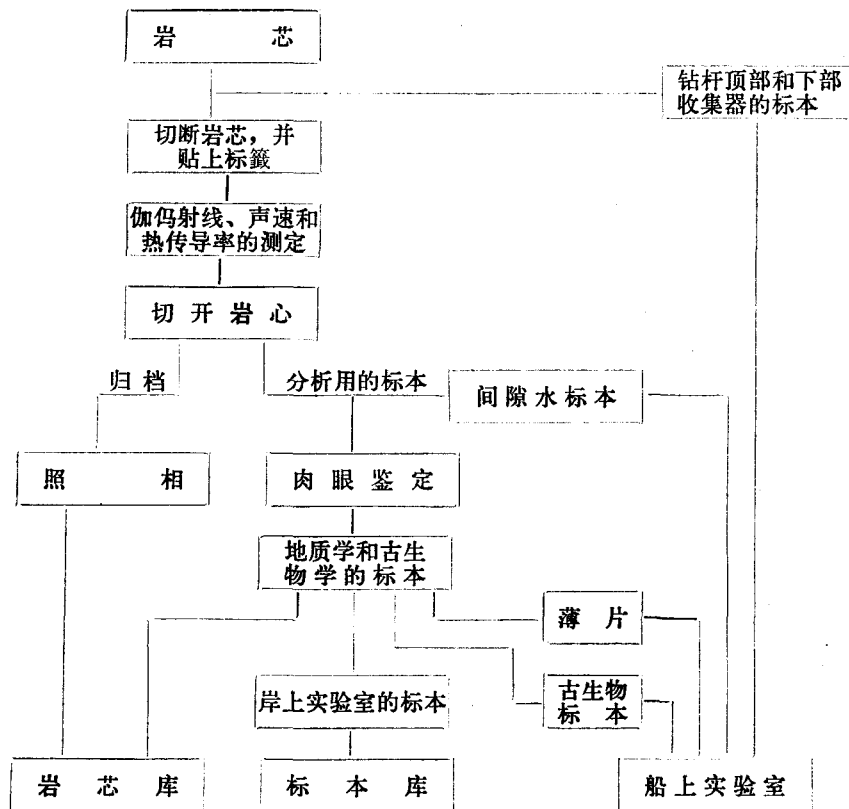 岩芯
钻杆顶部和下部
收集器的标本
切断岩芯，并
贴上标籤
伽傌射线、声速和
热传导率的测定
切开岩心
归档
分析用的标本
间隙水标本
照相
肉眼鉴定
地质学和古生
物学的标本
薄片
岸上实验室的标本
古生物
标本
岩芯库
标本库
船上实验室